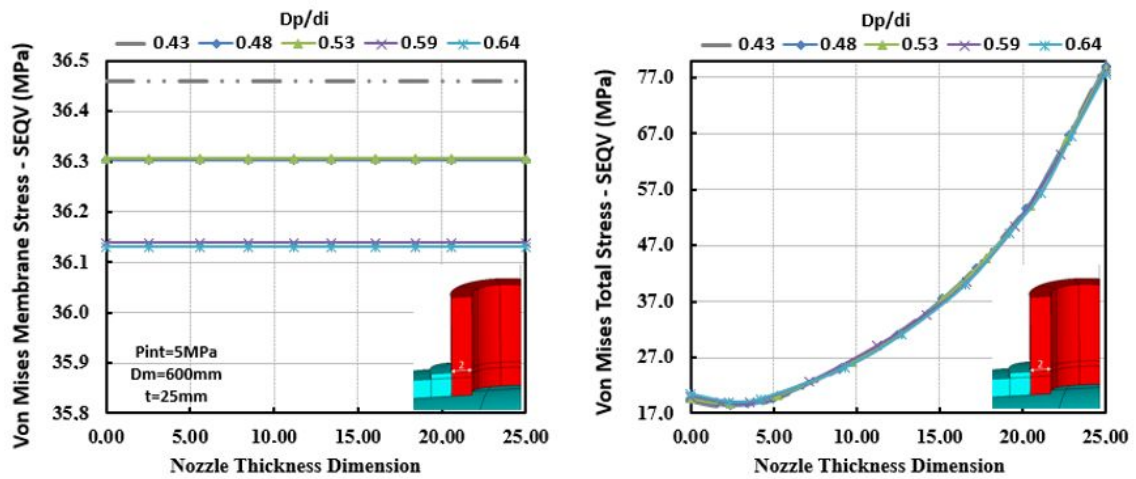 Dp/di
0.43 0.48 0.53 0.59 0.64
Von Mises Membrane Stress - SEQV (MPa)
36.5
36.4
36.3
36.2
36.1
36.0
35.9
35.8
Pint=5MPa
Dm=600mm
t=25mm
2
0.00 5.00 10.00 15.00 20.00 25.00
Nozzle Thickness Dimension
Dp/di
0.43 0.48 0.53 0.59 0.64
Von Mises Total Stress - SEQV (MPa)
77.0
67.0
57.0
47.0
37.0
27.0
17.0
2
0.00 5.00 10.00 15.00 20.00 25.00
Nozzle Thickness Dimension